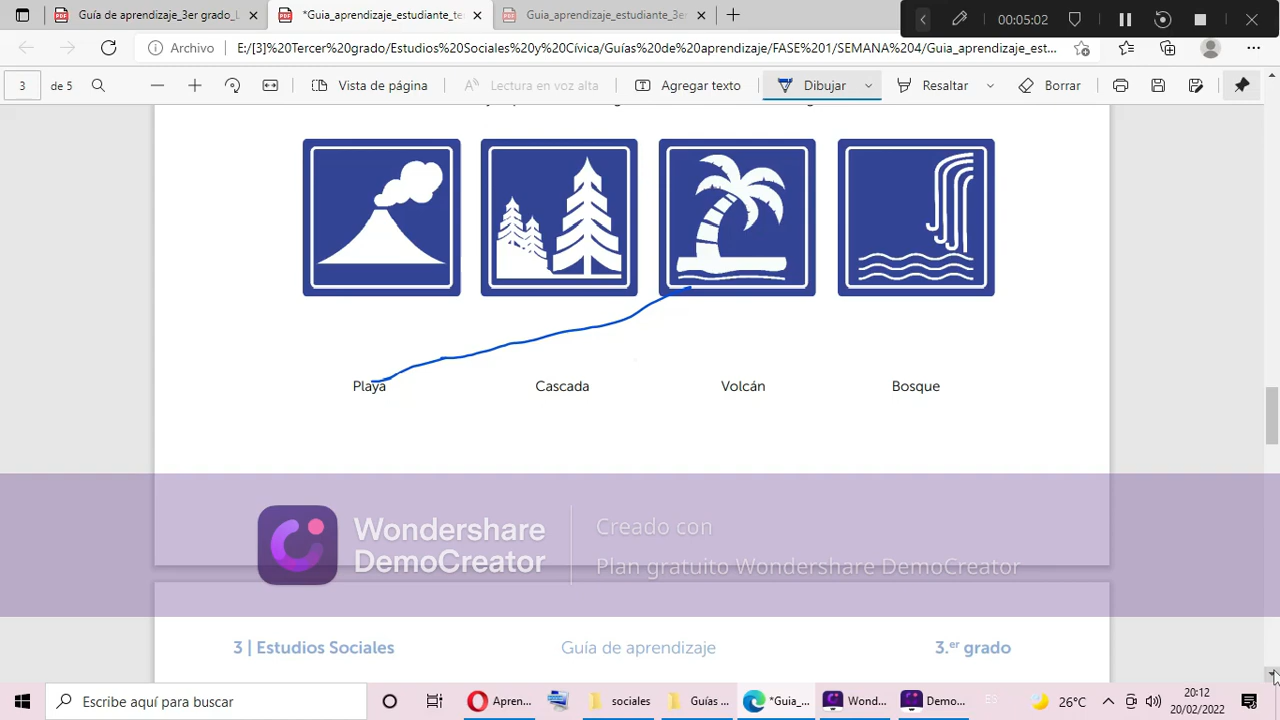 Guía de aprendizaje_3er grado_
*Guia_aprendizaje_estudiante_te
Guia_aprendizaje_estudiante_3er
00:05:02
Archivo
E:/[3]%20Tercer%20grado/Estudios%20Sociales%20y%20Cívica/Guías%20de%20aprendizaje/FASE%201/SEMANA%204/Guia_aprendizaje_est...
3 de 5
Vista de página
Lectura en voz alta
Agregar texto
Dibujar
Resaltar
Borrar
Playa
Cascada
Volcán
Bosque
Wondershare
DemoCreator
Creado con
Plan gratuito Wondershare DemoCreator
3 | Estudios Sociales
Guía de aprendizaje
3.er grado
Escribe aquí para buscar
Apren...
sociales
Guías ...
*Guia_...
Wond...
Demo...
ES
26°C
20:12
20/02/2022